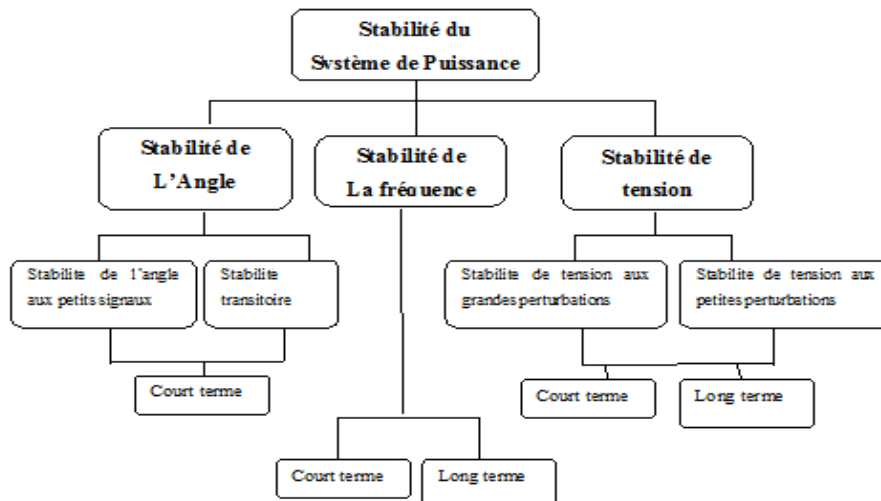 Stabilité du
Système de Puissance
Stabilité de
L'Angle
Stabilité de
La fréquence
Stabilité de
tension
Stabilite de l'angle
aux petits signaux
Stabilite
transitoire
Stabilite de tension aux
grandes perturbations
Stabilite de tension aux
petites perturbations
Court terme
Court terme
Long terme
Court terme
Long terme